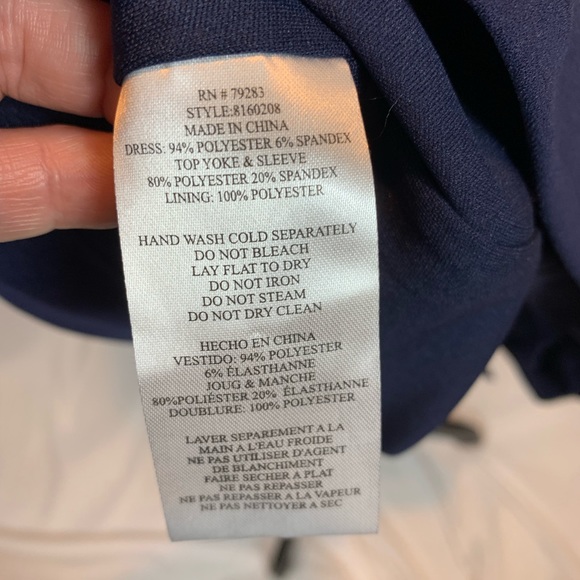 RN # 79283
STYLE:8160208
MADE IN CHINA
DRESS: 94% POLYESTER 6% SPANDEX
TOP YOKE & SLEEVE
80% POLYESTER 20% SPANDEX
LINING: 100% POLYESTER
HAND WASH COLD SEPARATELY
DO NOT BLEACH
LAY FLAT TO DRY
DO NOT IRON
DO NOT STEAM
DO NOT DRY CLEAN
HECHO EN CHINA
VESTIDO: 94% POLYESTER
6% ÉLASTHANNE
JOUG & MANCHE
80%POLIÉSTER 20% ÉLASTHANNE
DOUBLURE: 100% POLYESTER
LAVER SEPAREMENT A LA
MAIN A L'EAU FROIDE
NE PAS UTILISER D'AGENT
DE BLANCHIMENT
FAIRE SECHER A PLAT
NE PAS REPASSER
NE PAS REPASSER A LA VAPEUR
NE PAS NETTOYER A SEC